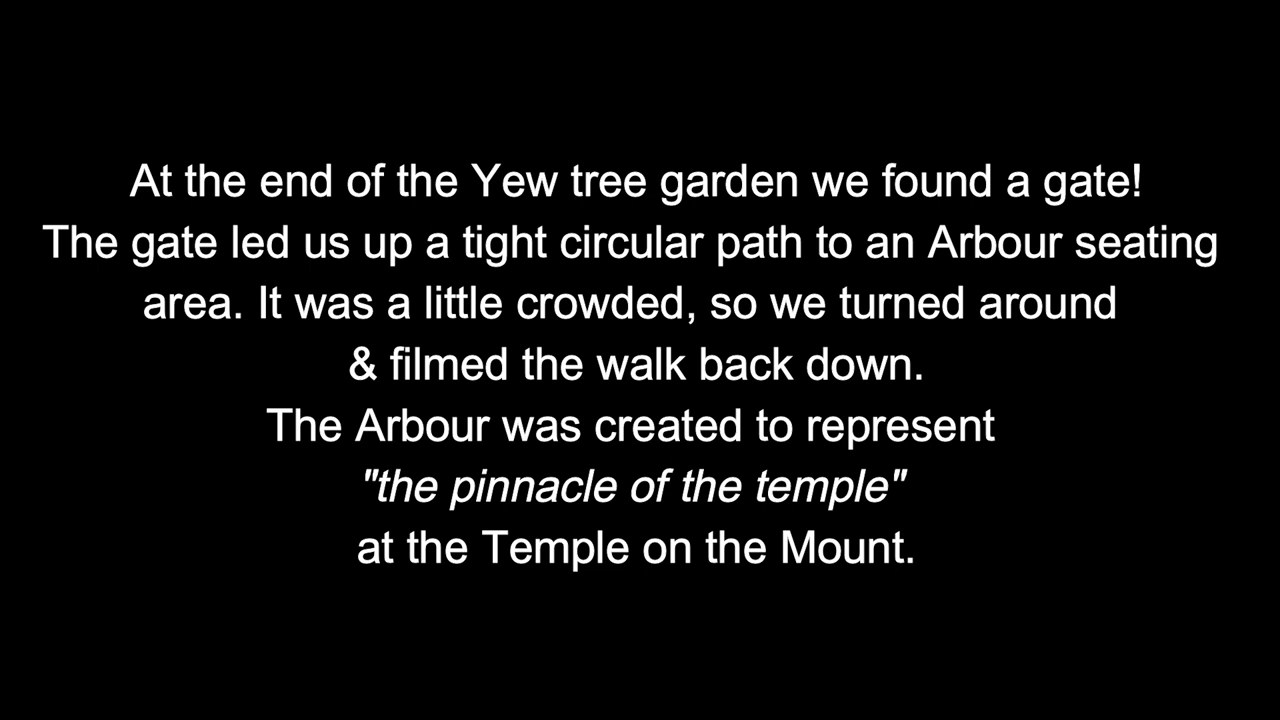 At the end of the Yew tree garden we found a gate!
The gate led us up a tight circular path to an Arbour seating
area. It was a little crowded, so we turned around
& filmed the walk back down.
The Arbour was created to represent
"the pinnacle of the temple"
at the Temple on the Mount.